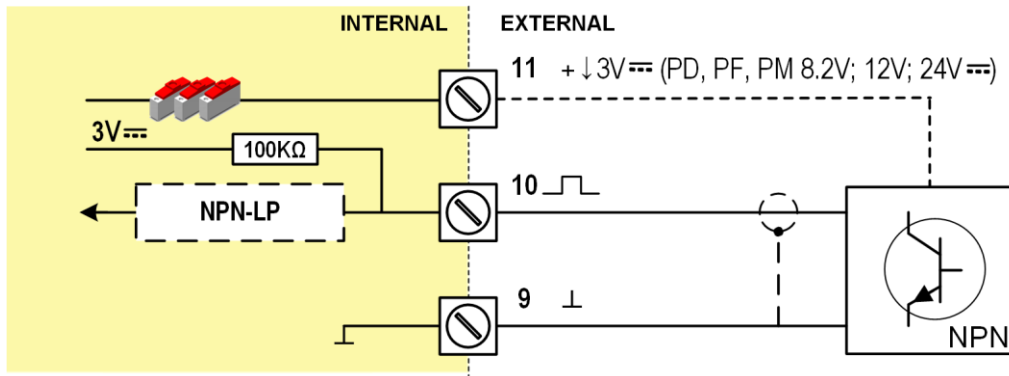 INTERNAL
EXTERNAL
11 + ↓ 3V⎓ (PD, PF, PM 8.2V; 12V; 24V⎓)
3V⎓
100KΩ
10
NPN-LP
9
NPN